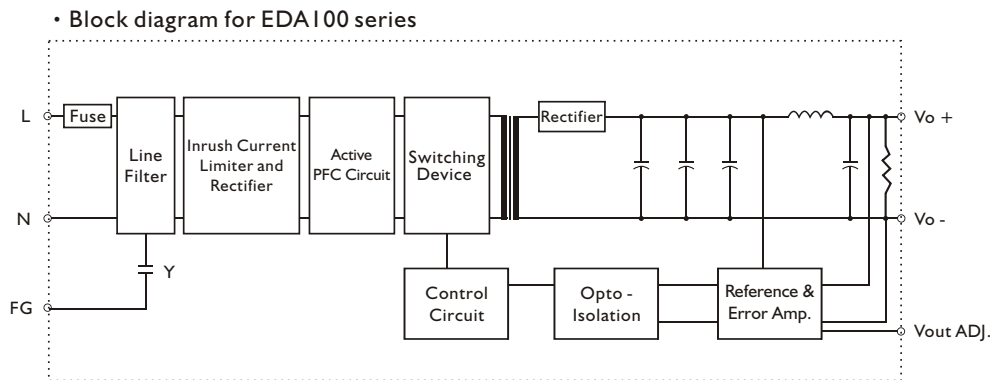 • Block diagram for EDA100 series
L
Fuse
Line
Filter
Inrush Current
Limiter and
Rectifier
Active
PFC Circuit
Switching
Device
Rectifier
Vo +
N
Vo -
Y
FG
Control
Circuit
Opto -
Isolation
Reference &
Error Amp.
Vout ADJ.